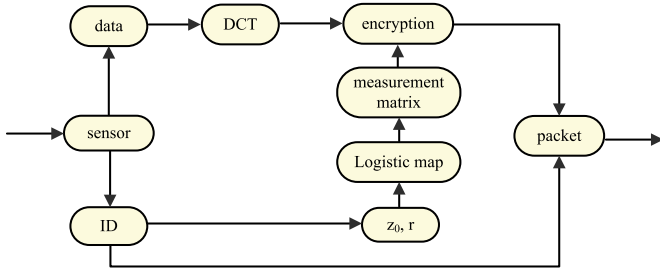 data
DCT
encryption
measurement
matrix
sensor
packet
Logistic map
ID
z₀, r